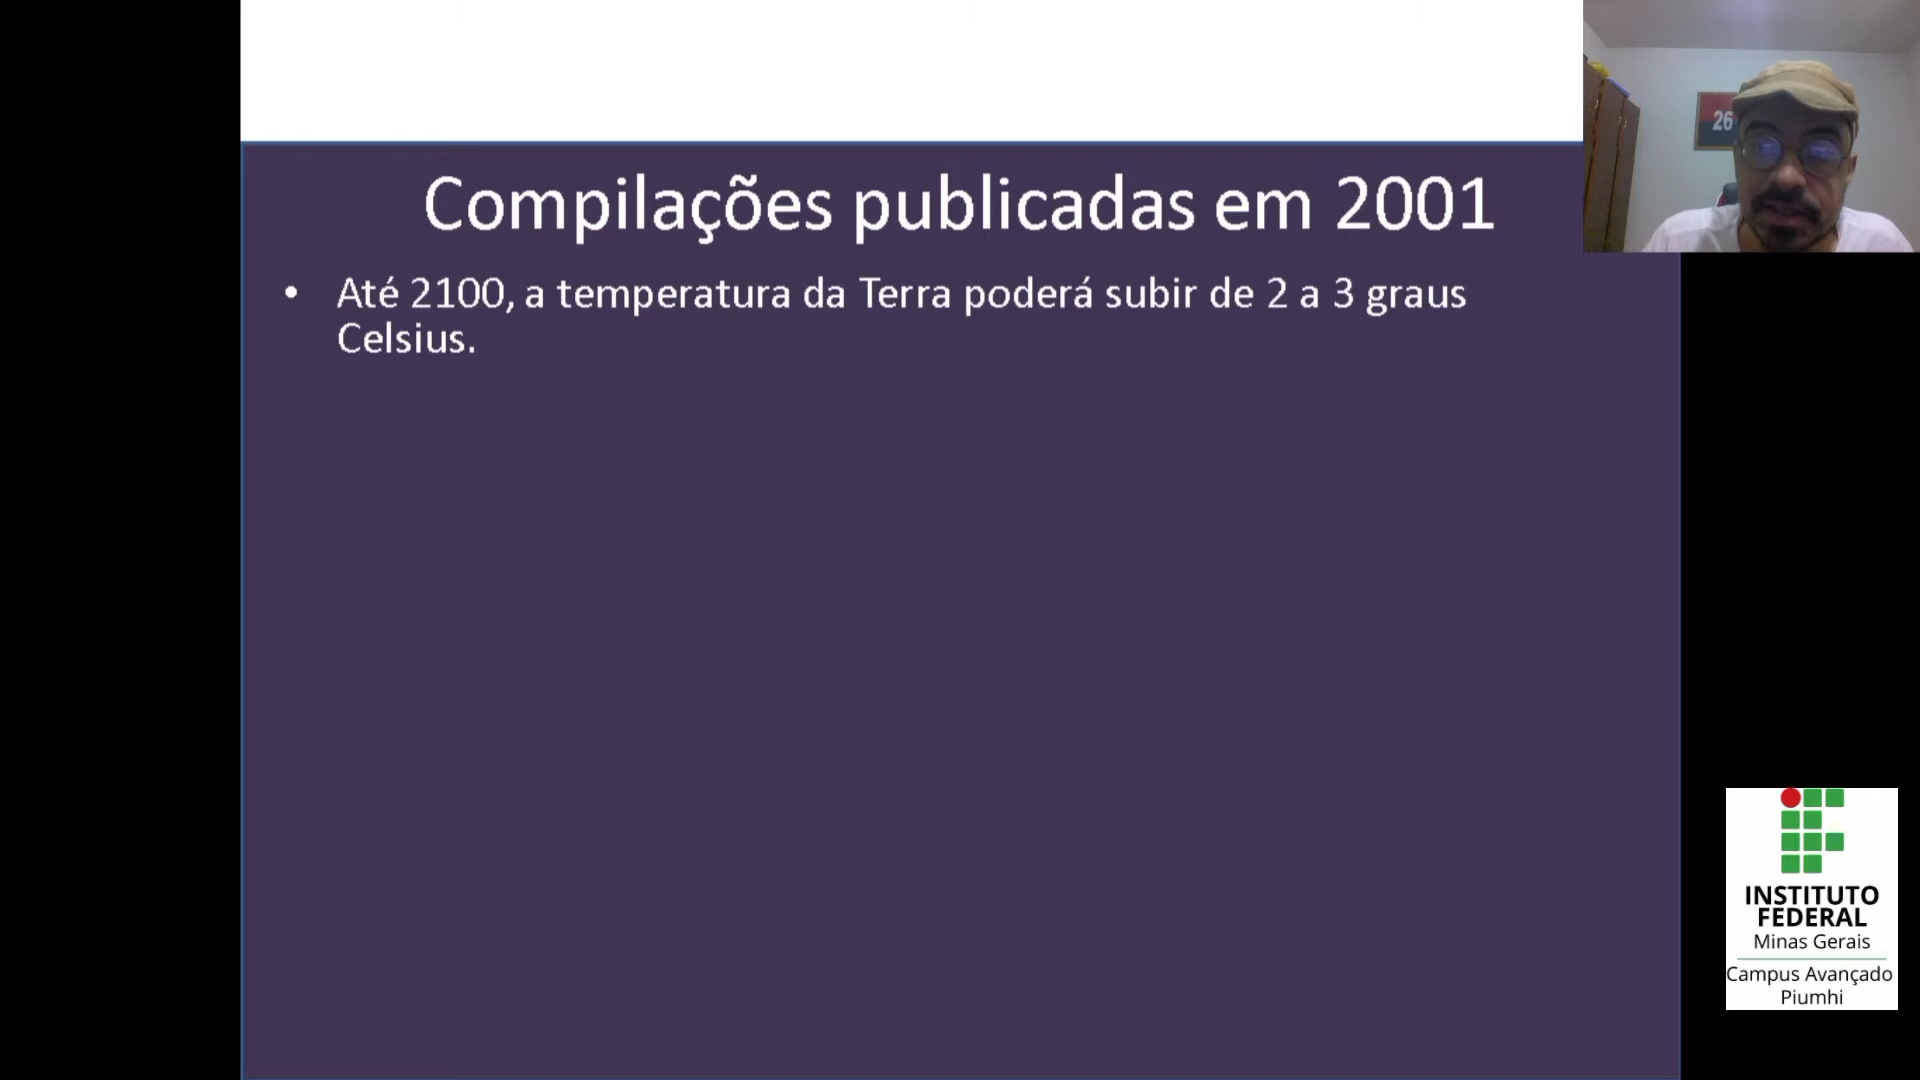 Compilações publicadas em 2001
• Até 2100, a temperatura da Terra poderá subir de 2 a 3 graus
Celsius.
26
INSTITUTO
FEDERAL
Minas Gerais
Campus Avançado
Piumhi